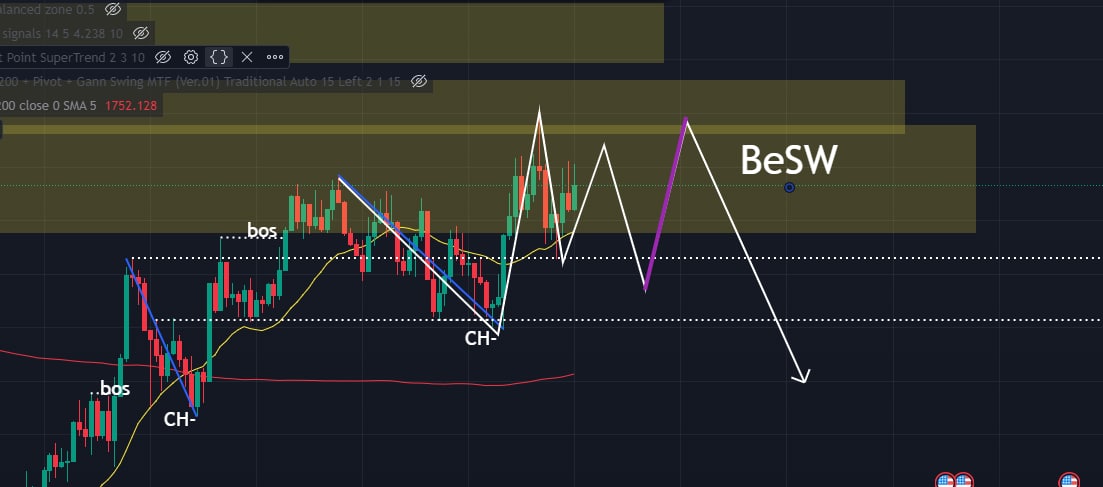 alanced zone 0.5
signals 14 5 4.238 10
t Point SuperTrend 2 3 10
200 + Pivot + Gann Swing MTF (Ver.01) Traditional Auto 15 Left 2 1 15
200 close 0 SMA 5 1752.128
BeSW
bos
CH-
bos
CH-